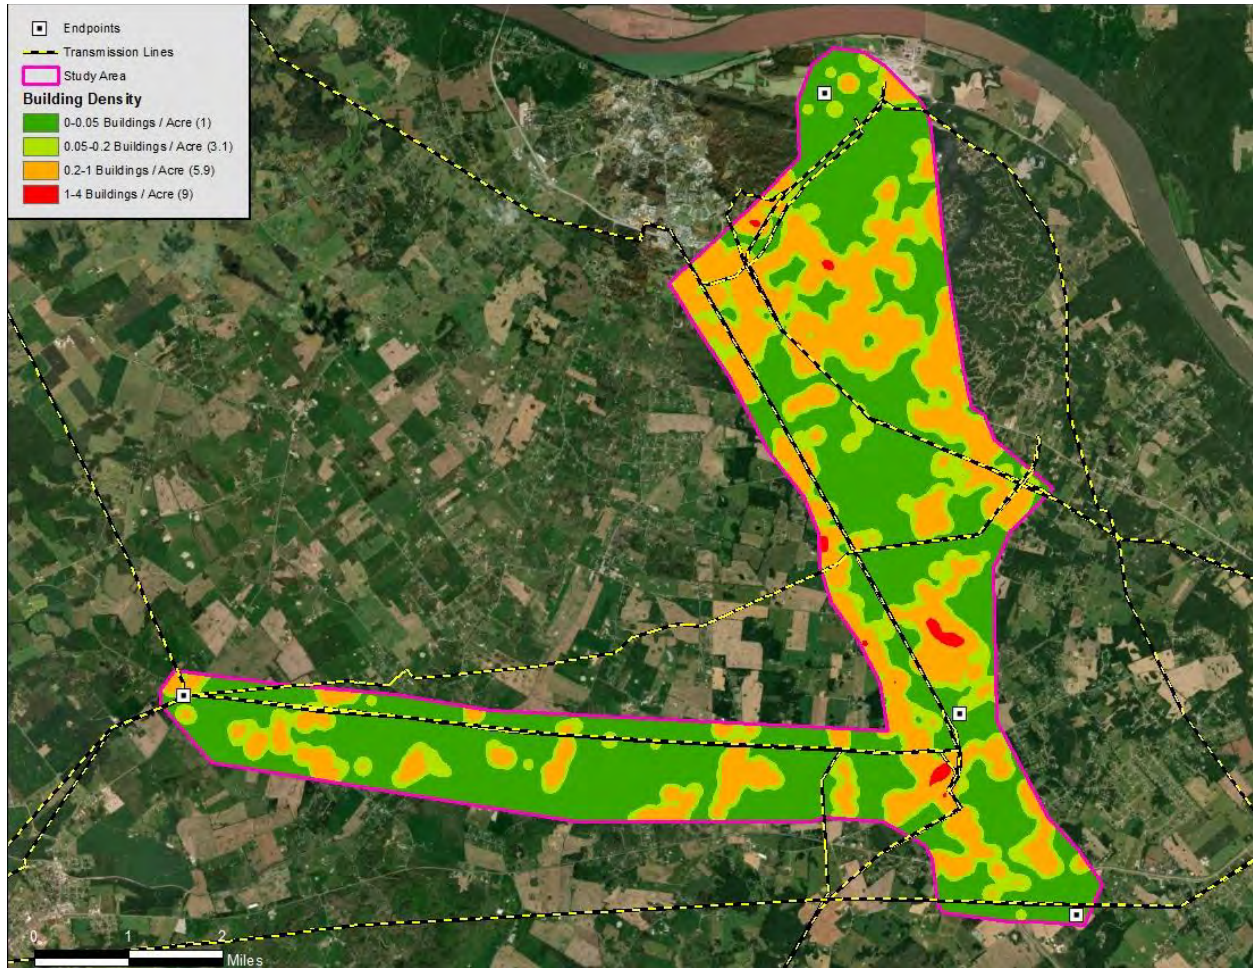 Endpoints
Transmission Lines
Study Area
Building Density
0-0.05 Buildings / Acre (1)
0.05-0.2 Buildings / Acre (3.1)
0.2-1 Buildings / Acre (5.9)
1-4 Buildings / Acre (9)
0 1 2
Miles